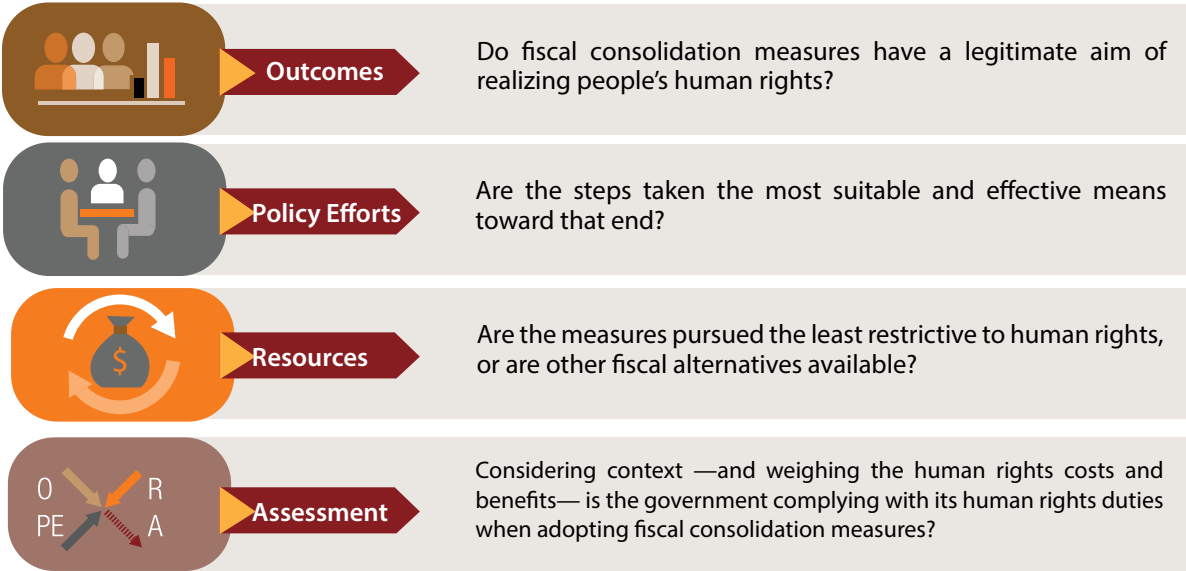 Outcomes
Do fiscal consolidation measures have a legitimate aim of
realizing people’s human rights?
Policy Efforts
Are the steps taken the most suitable and effective means
toward that end?
$
Resources
Are the measures pursued the least restrictive to human rights,
or are other fiscal alternatives available?
O R
PE A
Assessment
Considering context —and weighing the human rights costs and
benefits— is the government complying with its human rights duties
when adopting fiscal consolidation measures?